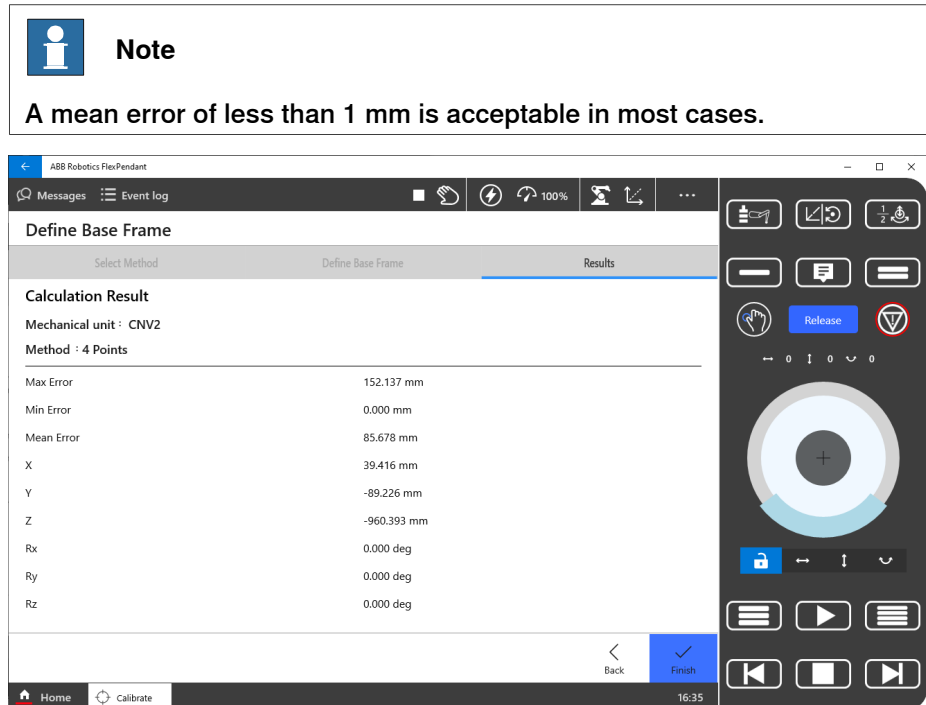 Note
A mean error of less than 1 mm is acceptable in most cases.
ABB Robotics FlexPendant
Messages Event log 100% ...
Define Base Frame
Select Method Define Base Frame Results
Calculation Result
Mechanical unit : CNV2
Method : 4 Points
Max Error 152.137 mm
Min Error 0.000 mm
Mean Error 85.678 mm
X 39.416 mm
Y -89.226 mm
Z -960.393 mm
Rx 0.000 deg
Ry 0.000 deg
Rz 0.000 deg
Back Finish
Home Calibrate 16:35
1/2
Release
0 0 0